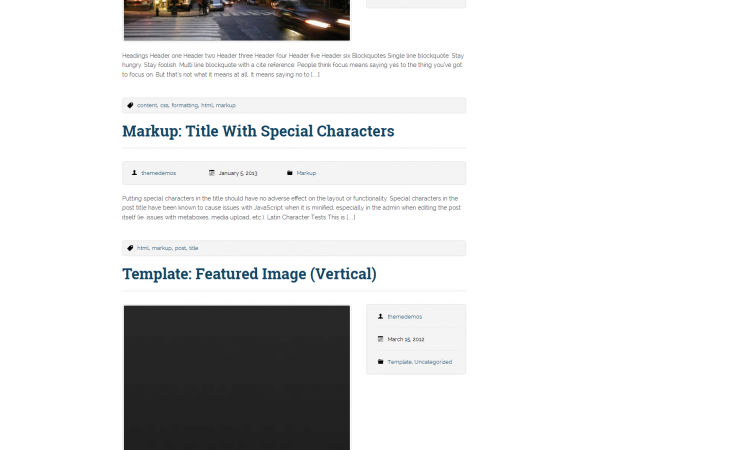 Headings Header one Header two Header three Header four Header five Header six Blockquotes Single line blockquote: Stay
hungry. Stay foolish. Multi line blockquote with a cite reference: People think focus means saying yes to the thing you've got
to focus on. But that's not what it means at all. It means saying no to [...]
content, css, formatting, html, markup
Markup: Title With Special Characters
themedemos
January 5, 2013
Markup
Putting special characters in the title should have no adverse effect on the layout or functionality. Special characters in the
post title have been known to cause issues with JavaScript when it is minified, especially in the admin when editing the post
itself (ie. issues with metaboxes, media upload, etc.). Latin Character Tests This is [...]
html, markup, post, title
Template: Featured Image (Vertical)
themedemos
March 15, 2012
Template, Uncategorized